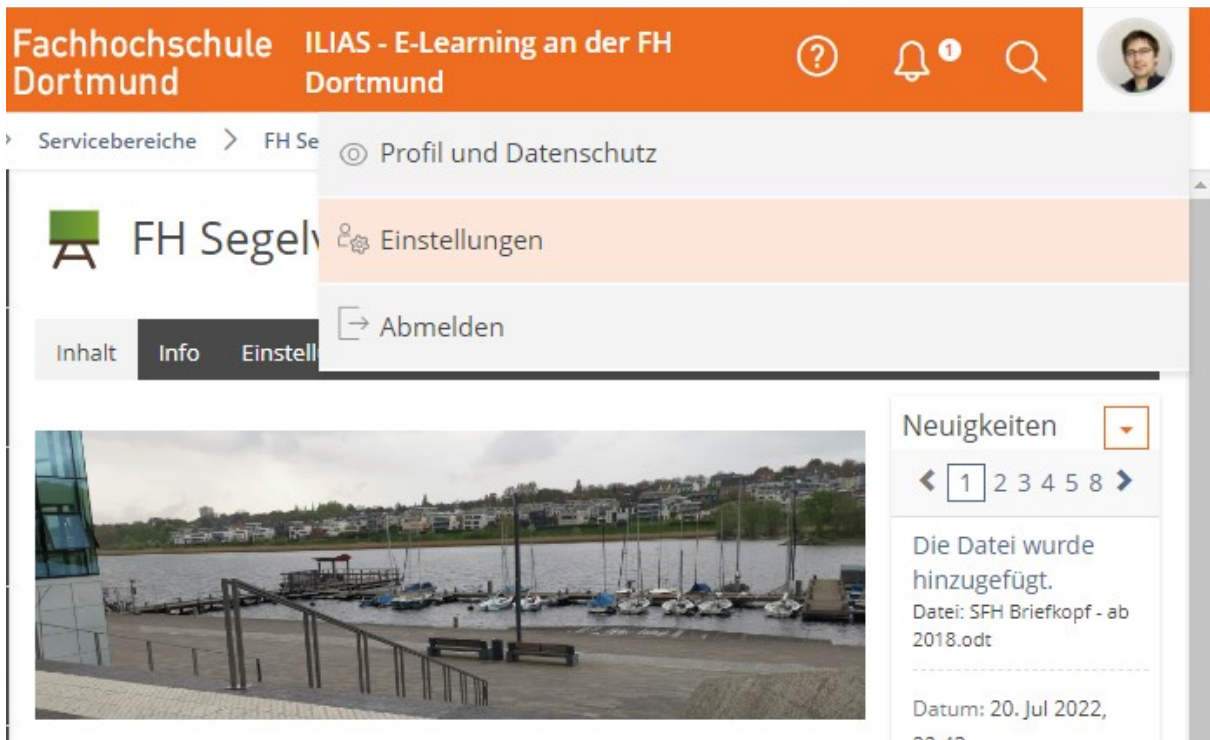 Fachhochschule
Dortmund
ILIAS - E-Learning an der FH
Dortmund
?
1
Servicebereiche > FH Se
Profil und Datenschutz
Einstellungen
Abmelden
FH Segel
Inhalt Info Einstell
Neuigkeiten
1 2 3 4 5 8
Die Datei wurde
hinzugefügt.
Datei: SFH Briefkopf - ab
2018.odt
Datum: 20. Jul 2022,